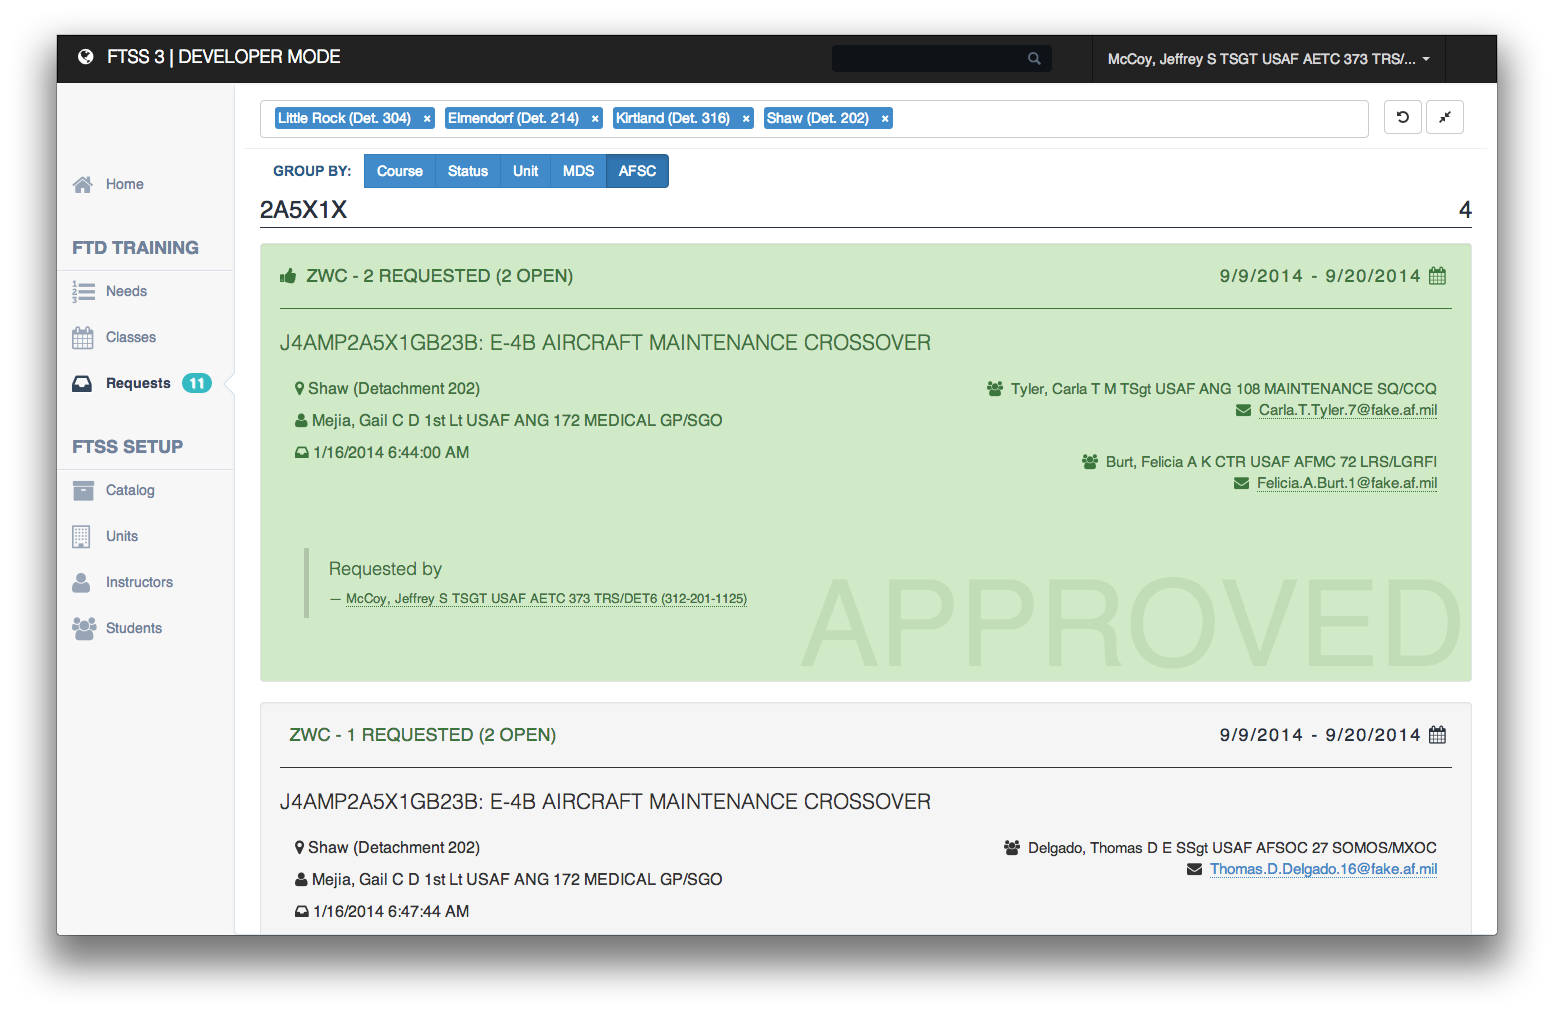 FTSS 3 | DEVELOPER MODE
McCoy, Jeffrey S TSGT USAF AETC 373 TRS/...
Little Rock (Det. 304) × Elmendorf (Det. 214) × Kirtland (Det. 316) × Shaw (Det. 202) ×
GROUP BY: Course Status Unit MDS AFSC
2A5X1X 4
Home
FTD TRAINING
1 2 3 Needs
Classes
Requests 11
FTSS SETUP
Catalog
Units
Instructors
Students
ZWC - 2 REQUESTED (2 OPEN) 9/9/2014 - 9/20/2014
J4AMP2A5X1GB23B: E-4B AIRCRAFT MAINTENANCE CROSSOVER
Shaw (Detachment 202)
Mejia, Gail C D 1st Lt USAF ANG 172 MEDICAL GP/SGO
1/16/2014 6:44:00 AM
Tyler, Carla T M TSgt USAF ANG 108 MAINTENANCE SQ/CCQ
Carla.T.Tyler.7@fake.af.mil
Burt, Felicia A K CTR USAF AFMC 72 LRS/LGRFI
Felicia.A.Burt.1@fake.af.mil
Requested by
— McCoy, Jeffrey S TSGT USAF AETC 373 TRS/DET6 (312-201-1125)
APPROVED
ZWC - 1 REQUESTED (2 OPEN) 9/9/2014 - 9/20/2014
J4AMP2A5X1GB23B: E-4B AIRCRAFT MAINTENANCE CROSSOVER
Shaw (Detachment 202)
Mejia, Gail C D 1st Lt USAF ANG 172 MEDICAL GP/SGO
1/16/2014 6:47:44 AM
Delgado, Thomas D E SSgt USAF AFSOC 27 SOMOS/MXOC
Thomas.D.Delgado.16@fake.af.mil